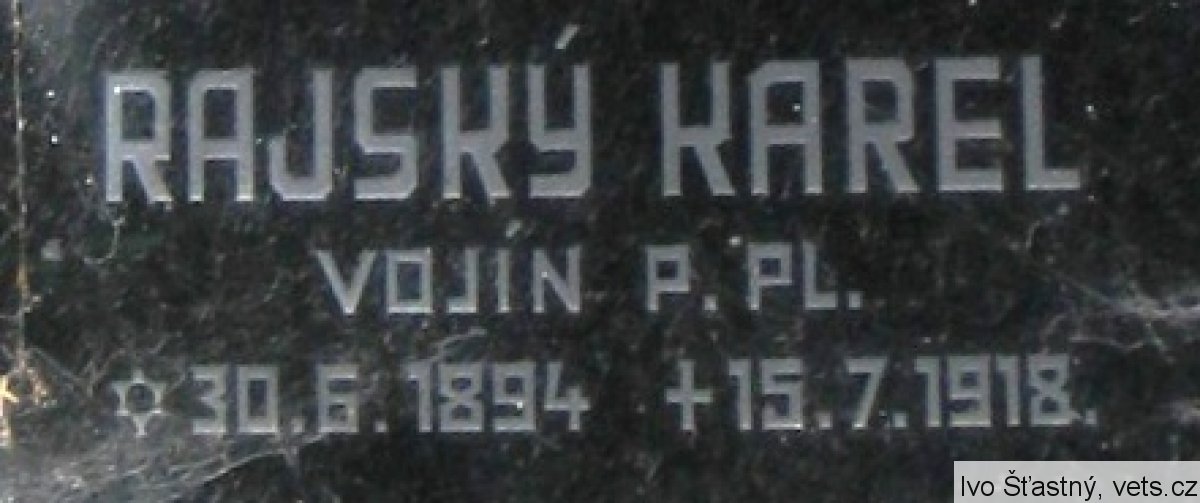 RAJSKÝ KAREL
VOJÍN P. PL.
✡30.6.1894 +15.7.1918.
Ivo Šťastný, vets.cz